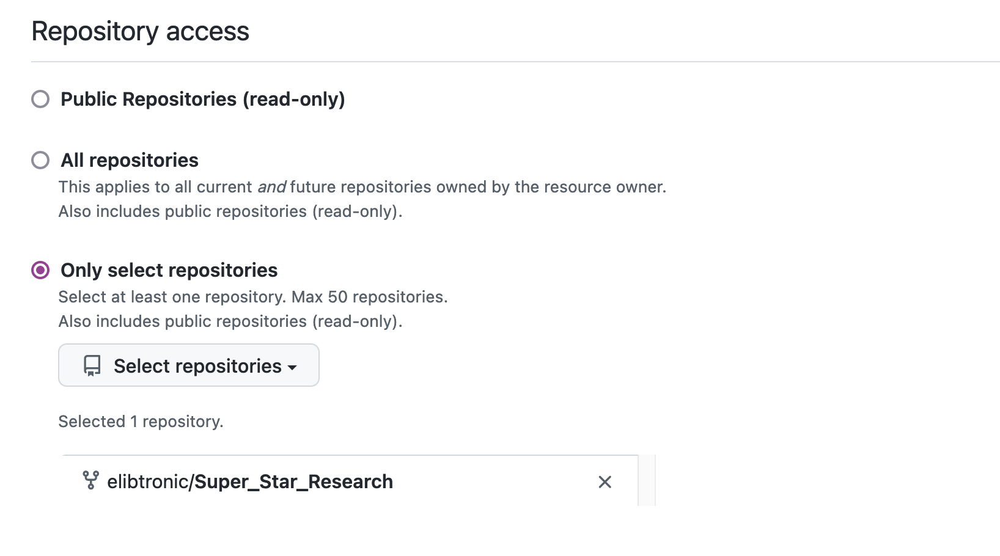 Repository access
Public Repositories (read-only)
All repositories
This applies to all current and future repositories owned by the resource owner.
Also includes public repositories (read-only).
Only select repositories
Select at least one repository. Max 50 repositories.
Also includes public repositories (read-only).
Select repositories
Selected 1 repository.
elibtronic/Super_Star_Research